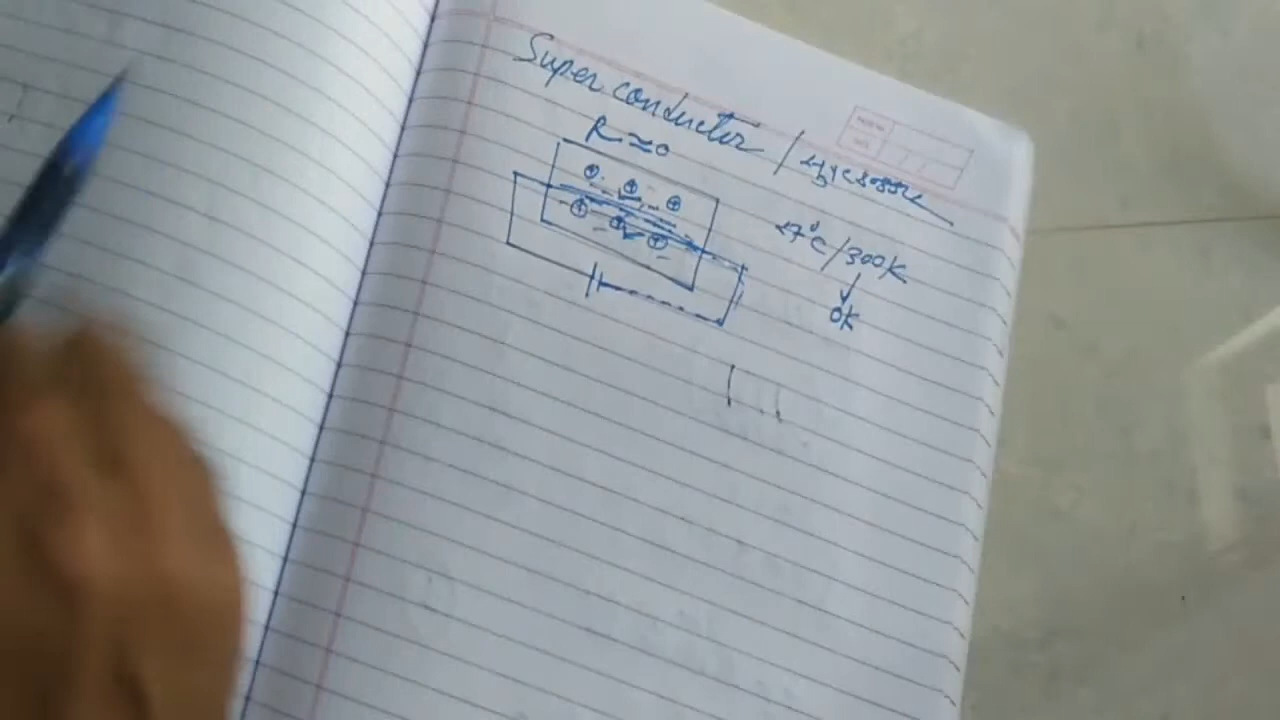 Super conductor /
R ≈ 0
27°C/300K
0K